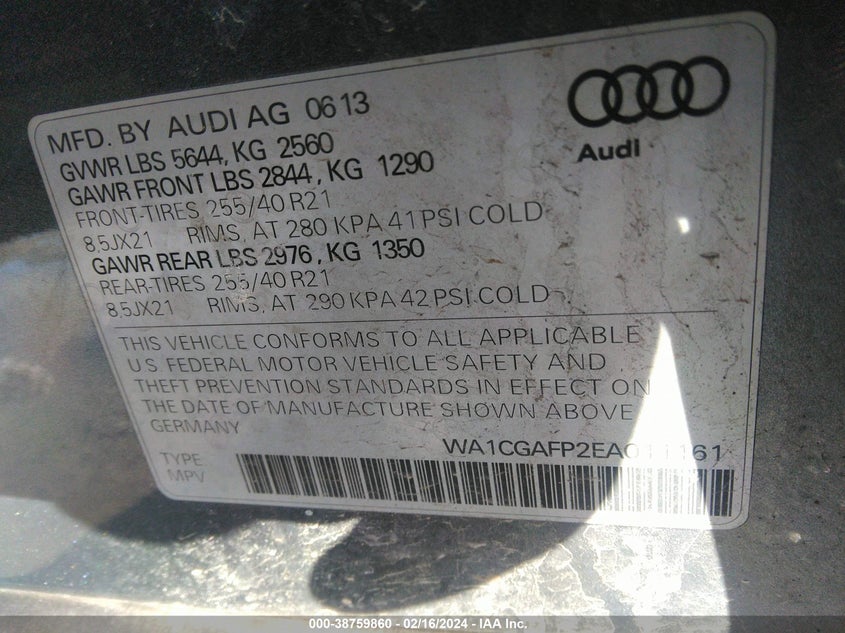 MFD. BY AUDI AG 06 13
GVWR LBS 5644, KG 2560
GAWR FRONT LBS 2844, KG 1290
FRONT-TIRES 255/40 R21
8.5JX21 RIMS, AT 280 KPA 41 PSI COLD
GAWR REAR LBS 2976, KG 1350
REAR-TIRES 255/40 R21
8.5JX21 RIMS, AT 290 KPA 42 PSI COLD
Audi
THIS VEHICLE CONFORMS TO ALL APPLICABLE
U.S. FEDERAL MOTOR VEHICLE SAFETY AND
THEFT PREVENTION STANDARDS IN EFFECT ON
THE DATE OF MANUFACTURE SHOWN ABOVE
GERMANY
TYPE
MPV
000-38759860 - 02/16/2024 - IAA Inc.